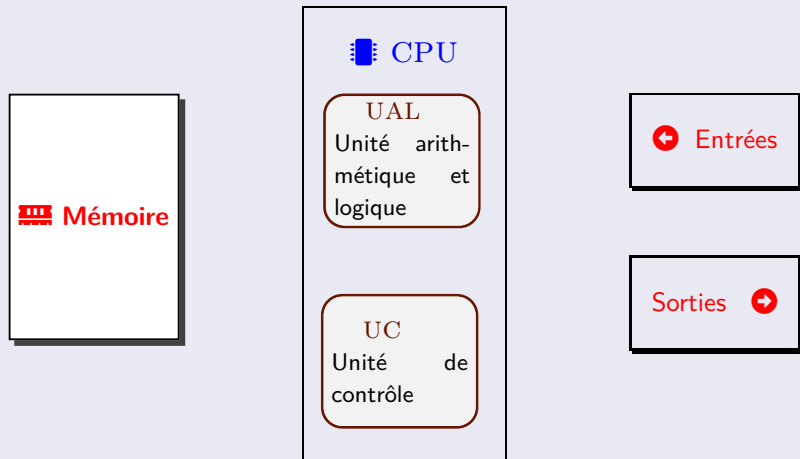 CPU
UAL
Unité arith-
métique et
logique
Mémoire
UC
Unité de
contrôle
Entrées
Sorties